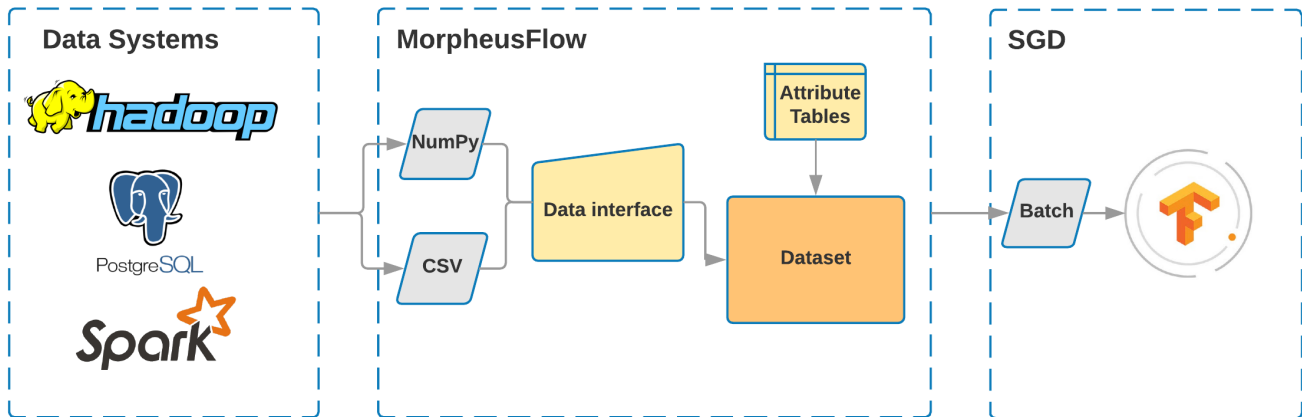 Data Systems
hadoop
PostgreSQL
Spark
MorpheusFlow
NumPy
CSV
Data interface
Attribute
Tables
Dataset
SGD
Batch